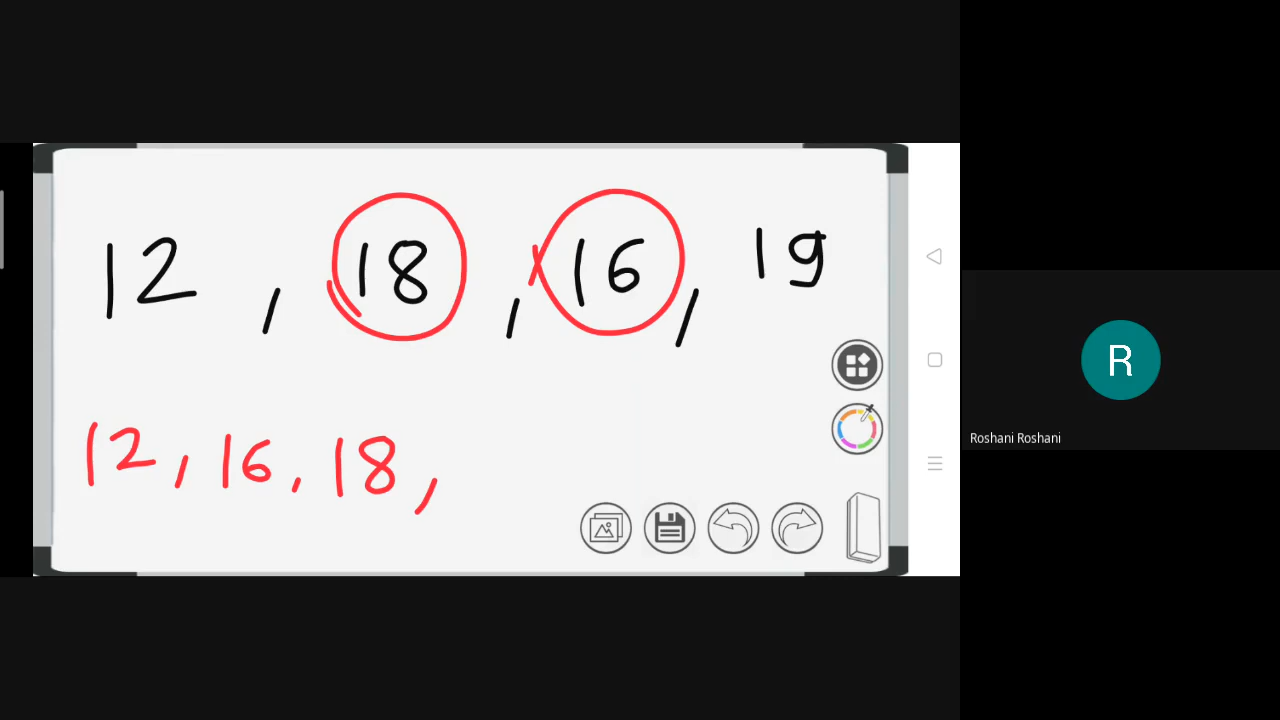 12 , 18 , 16 , 19
12, 16, 18,
R
Roshani Roshani